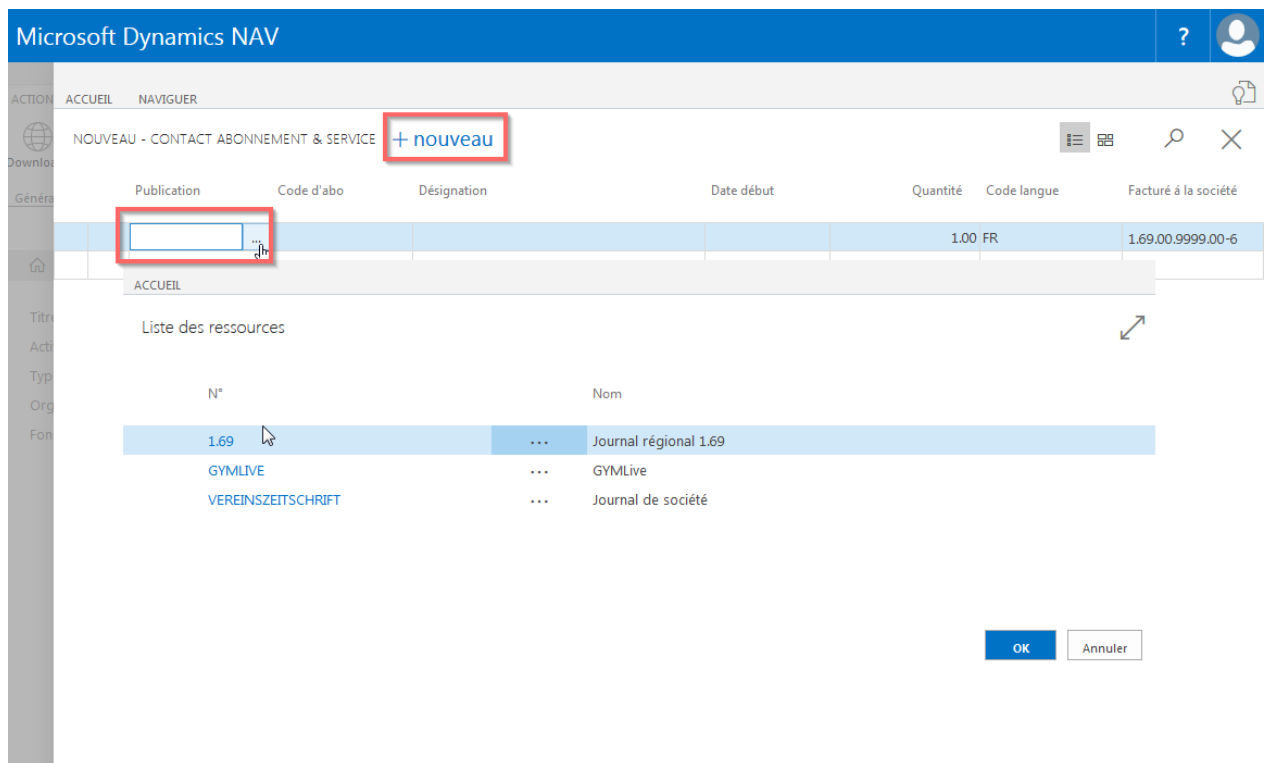 Microsoft Dynamics NAV ?
ACTION ACCUEIL NAVIGUER
NOUVEAU - CONTACT ABONNEMENT & SERVICE + nouveau
Downloa
Publication Code d'abo Désignation Date début Quantité Code langue Facturé á la société
Généra
... 1.00 FR 1.69.00.9999.00-6
ACCUEIL
Titre
Liste des ressources
Acti
Typ
N° Nom
Org
Fon
1.69 ... Journal régional 1.69
GYMLIVE ... GYMLive
VEREINSZEITSCHRIFT ... Journal de société
OK Annuler